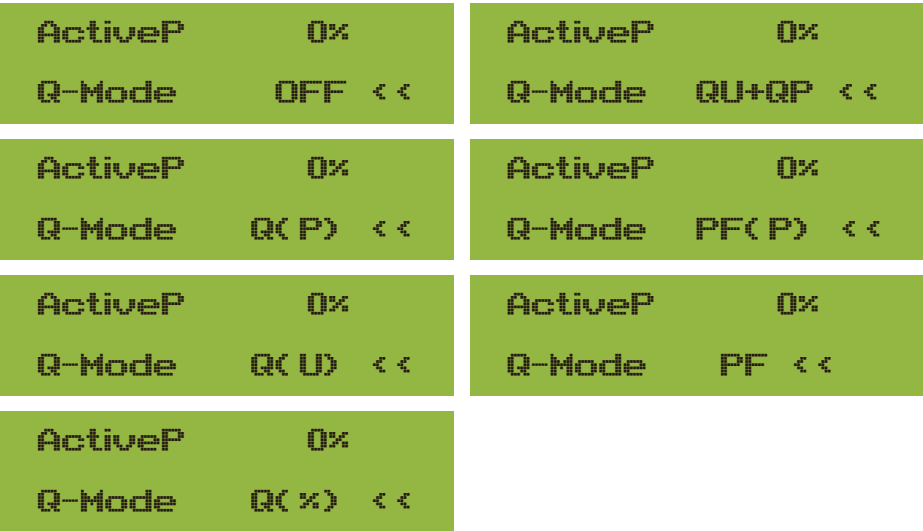 ActiveP 0%
Q-Mode OFF <<
ActiveP 0%
Q-Mode QU+QP <<
ActiveP 0%
Q-Mode Q(P) <<
ActiveP 0%
Q-Mode PF(P) <<
ActiveP 0%
Q-Mode Q(U) <<
ActiveP 0%
Q-Mode PF <<
ActiveP 0%
Q-Mode Q(%) <<